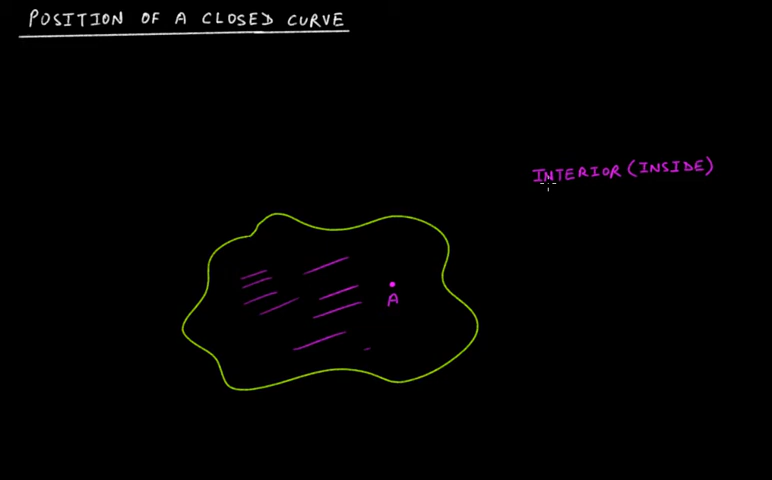 POSITION OF A CLOSED CURVE
INTERIOR (INSIDE)
A